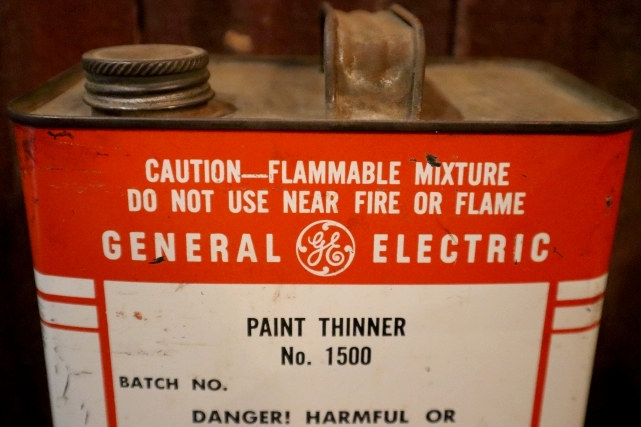 CAUTION—FLAMMABLE MIXTURE
DO NOT USE NEAR FIRE OR FLAME
GENERAL GE ELECTRIC
PAINT THINNER
No. 1500
BATCH NO.
DANGER! HARMFUL OR